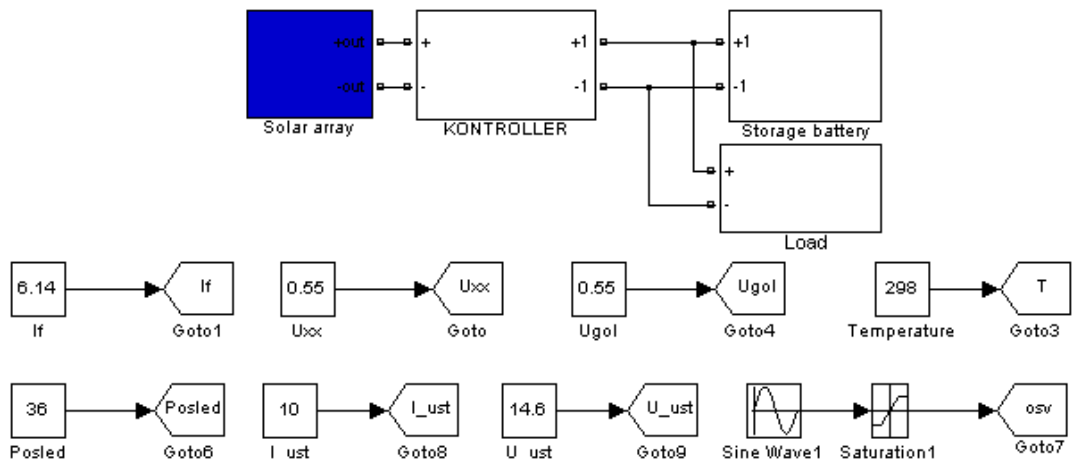 +out + +1 +1
-out - -1 -1
Solar array KONTROLLER Storage battery
+
-
Load
6.14 If 0.55 Uxx 0.55 Ugol 298 T
If Goto1 Uxx Goto Ugol Goto4 Temperature Goto3
36 Posled 10 I_ust 14.6 U_ust osv
Posled Goto6 I_ust Goto8 U_ust Goto9 Sine Wave1 Saturation1 Goto7